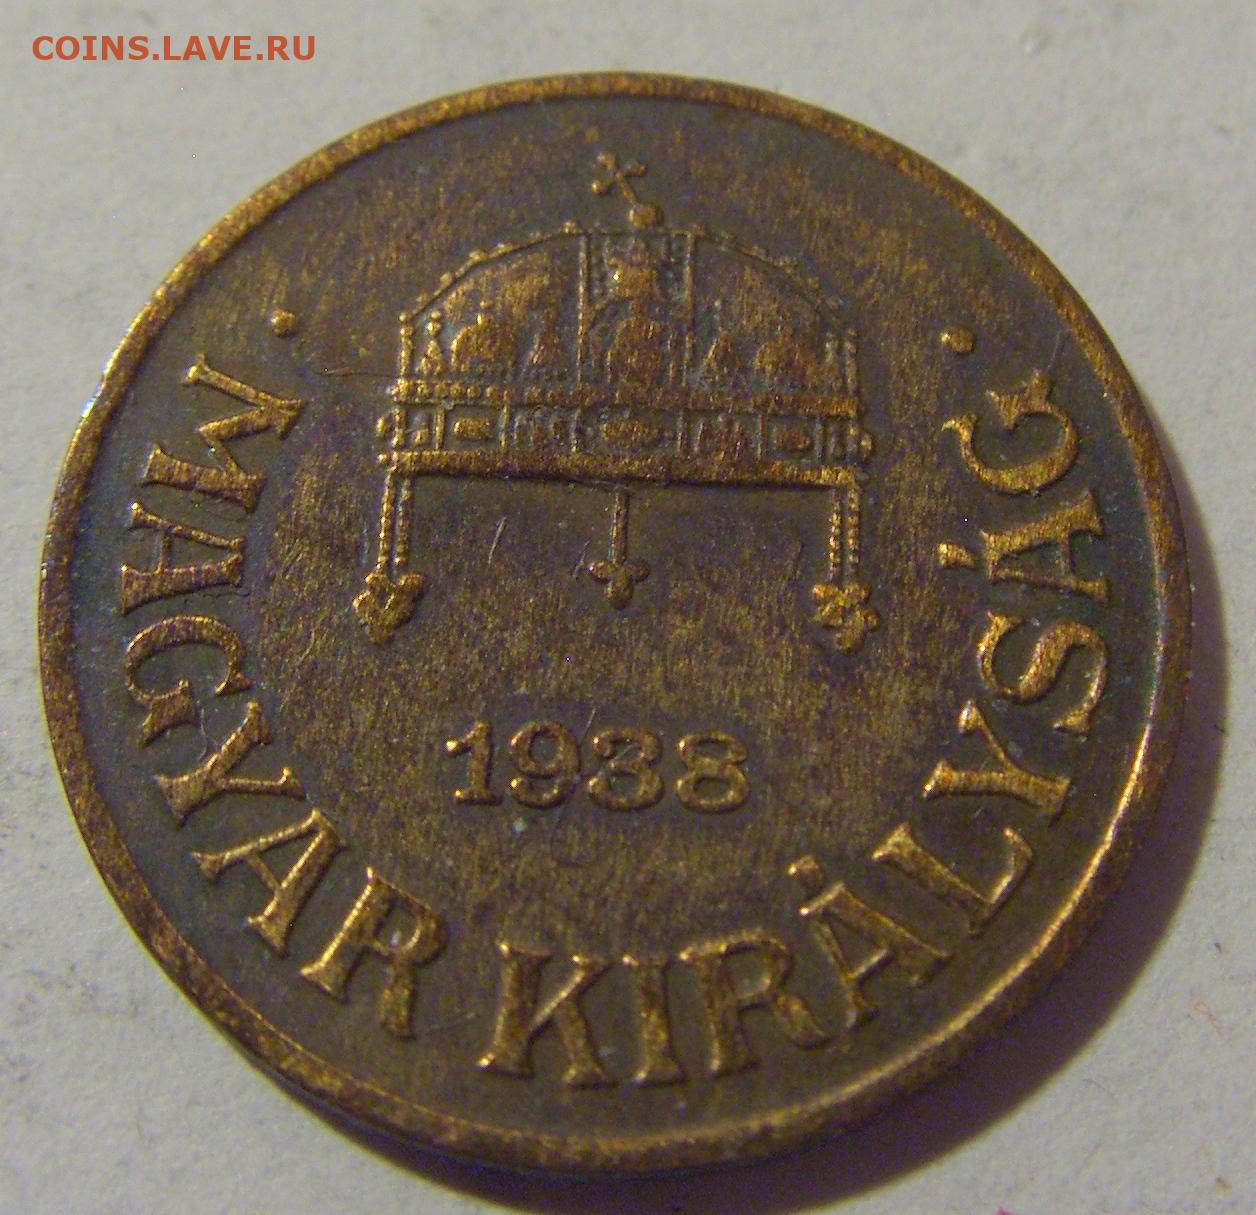 COINS.LAVE.RU
1938
• MAGYAR KIRÁLYSÁG •